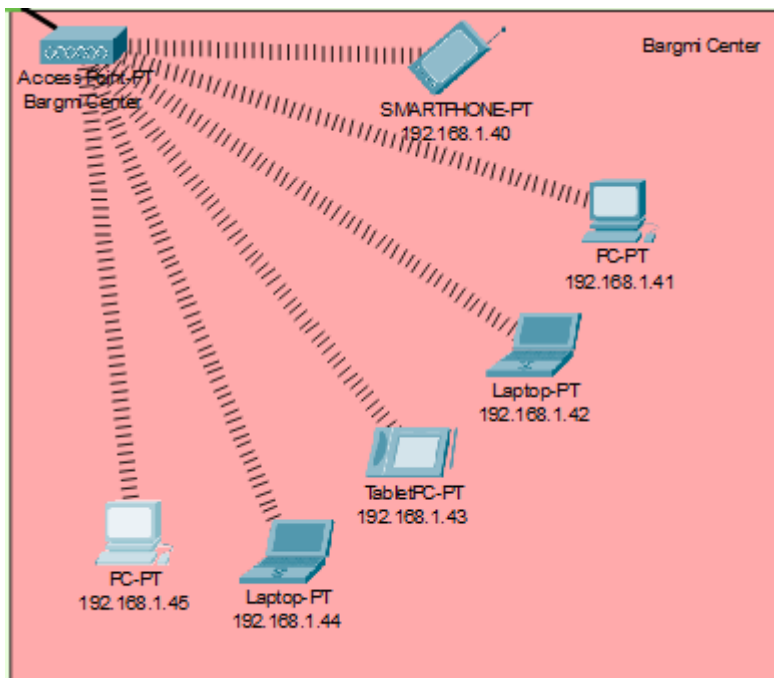 Bargmi Center
Access Point-PT
Bargmi Center
SMARTPHONE-PT
192.168.1.40
PC-PT
192.168.1.41
Laptop-PT
192.168.1.42
TabletPC-PT
192.168.1.43
Laptop-PT
192.168.1.44
PC-PT
192.168.1.45